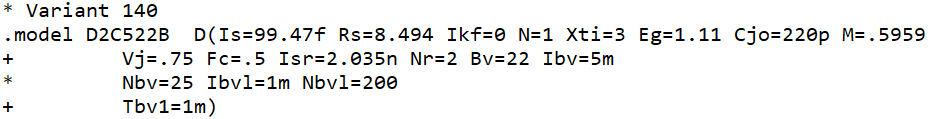 * Variant 140
.model D2C522B  D(Is=99.47f Rs=8.494 Ikf=0 N=1 Xti=3 Eg=1.11 Cjo=220p M=.5959
+       Vj=.75 Fc=.5 Isr=2.035n Nr=2 Bv=22 Ibv=5m
*       Nbv=25 Ibvl=1m Nbvl=200
+       Tbv1=1m)